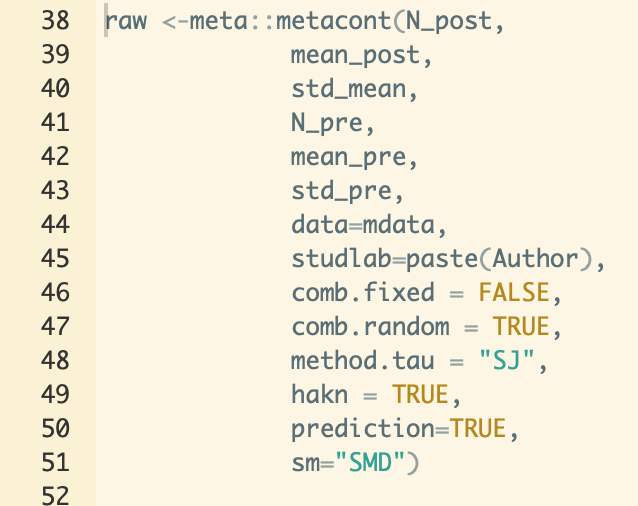 38 raw <-meta::metacont(N_post,
39 mean_post,
40 std_mean,
41 N_pre,
42 mean_pre,
43 std_pre,
44 data=mdata,
45 studlab=paste(Author),
46 comb.fixed = FALSE,
47 comb.random = TRUE,
48 method.tau = "SJ",
49 hakn = TRUE,
50 prediction=TRUE,
51 sm="SMD")
52